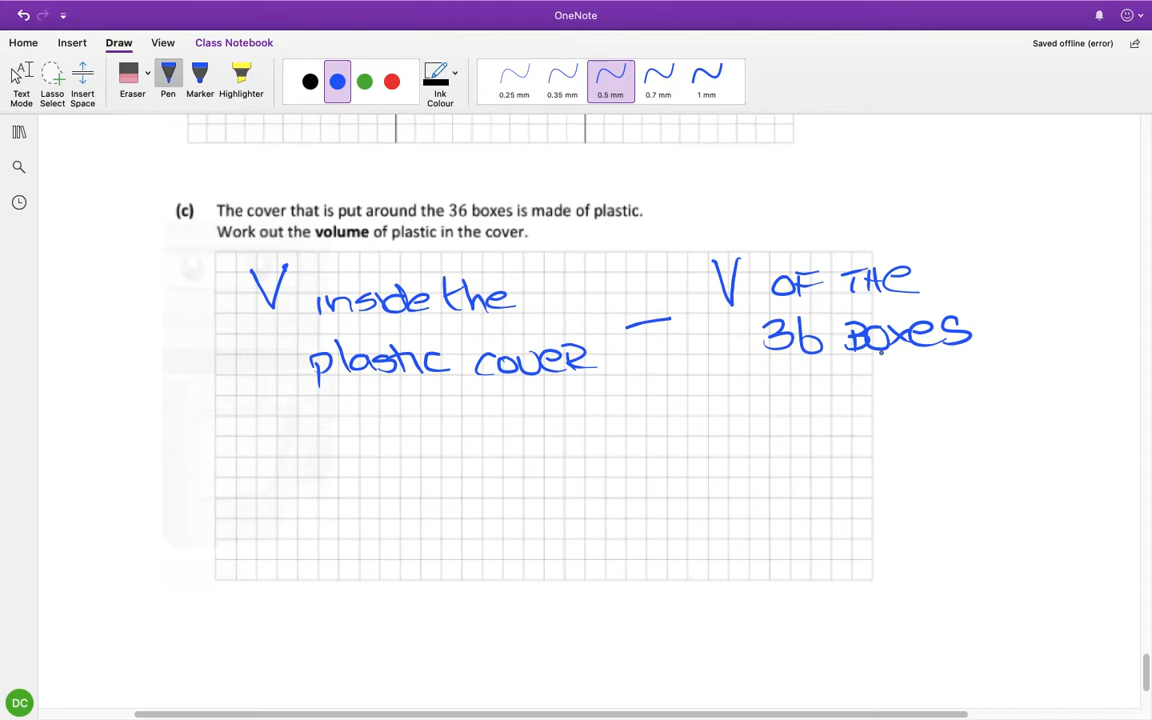 OneNote
Home Insert Draw View Class Notebook
Saved offline (error)
Text Mode
Lasso Select
Insert Space
Eraser
Pen
Marker
Highlighter
Ink Colour
0.25 mm
0.35 mm
0.5 mm
0.7 mm
1 mm
(c) The cover that is put around the 36 boxes is made of plastic.
Work out the volume of plastic in the cover.
V inside the
plastic cover
—
V OF THE
36 BOXES
DC